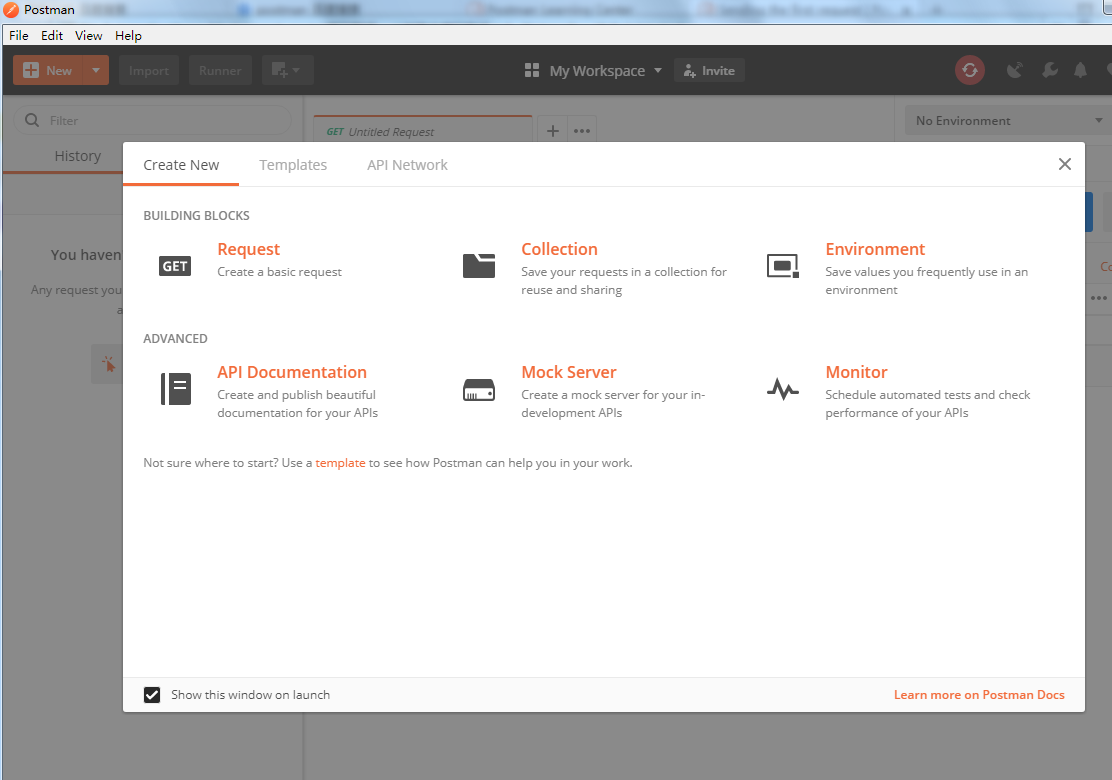 Postman
File Edit View Help
New Import Runner My Workspace Invite
Filter
GET Untitled Request
No Environment
History
Create New Templates API Network
BUILDING BLOCKS
You haven
Any request you
a
GET
Request
Create a basic request
Collection
Save your requests in a collection for
reuse and sharing
Environment
Save values you frequently use in an
environment
Co
ADVANCED
API Documentation
Create and publish beautiful
documentation for your APIs
Mock Server
Create a mock server for your in-
development APIs
Monitor
Schedule automated tests and check
performance of your APIs
Not sure where to start? Use a template to see how Postman can help you in your work.
Show this window on launch
Learn more on Postman Docs